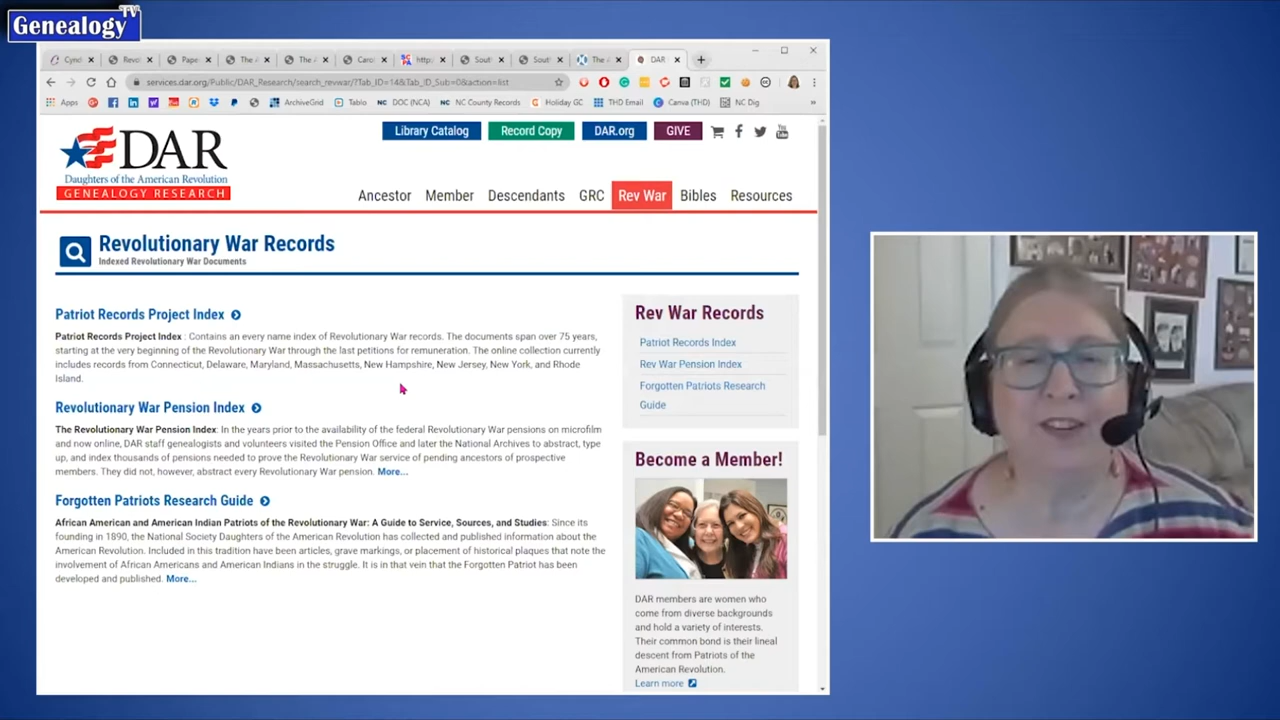 Genealogy TV
Cynd
Revo
Pape
The A
The A
Carol
http:
South
South
The A
DAR
services.dar.org/Public/DAR_Research/search_revwar/?Tab_ID=14&Tab_ID_Sub=0&action=list
Apps
ArchiveGrid
Tablo
NC DOC (NCA)
NC NC County Records
G Holiday GC
THD Email
Canva (THD)
NC NC Dig
»
DAR
Daughters of the American Revolution
GENEALOGY RESEARCH
Library Catalog
Record Copy
DAR.org
GIVE
Ancestor
Member
Descendants
GRC
Rev War
Bibles
Resources
Revolutionary War Records
Indexed Revolutionary War Documents
Patriot Records Project Index
Patriot Records Project Index : Contains an every name index of Revolutionary War records. The documents span over 75 years,
starting at the very beginning of the Revolutionary War through the last petitions for remuneration. The online collection currently
includes records from Connecticut, Delaware, Maryland, Massachusetts, New Hampshire, New Jersey, New York, and Rhode
Island.
Revolutionary War Pension Index
The Revolutionary War Pension Index: In the years prior to the availability of the federal Revolutionary War pensions on microfilm
and now online, DAR staff genealogists and volunteers visited the Pension Office and later the National Archives to abstract, type
up, and index thousands of pensions needed to prove the Revolutionary War service of pending ancestors of prospective
members. They did not, however, abstract every Revolutionary War pension. More...
Forgotten Patriots Research Guide
African American and American Indian Patriots of the Revolutionary War: A Guide to Service, Sources, and Studies: Since its
founding in 1890, the National Society Daughters of the American Revolution has collected and published information about the
American Revolution. Included in this tradition have been articles, grave markings, or placement of historical plaques that note the
involvement of African Americans and American Indians in the struggle. It is in that vein that the Forgotten Patriot has been
developed and published. More...
Rev War Records
Patriot Records Index
Rev War Pension Index
Forgotten Patriots Research
Guide
Become a Member!
DAR members are women who
come from diverse backgrounds
and hold a variety of interests.
Their common bond is their lineal
descent from Patriots of the
American Revolution.
Learn more